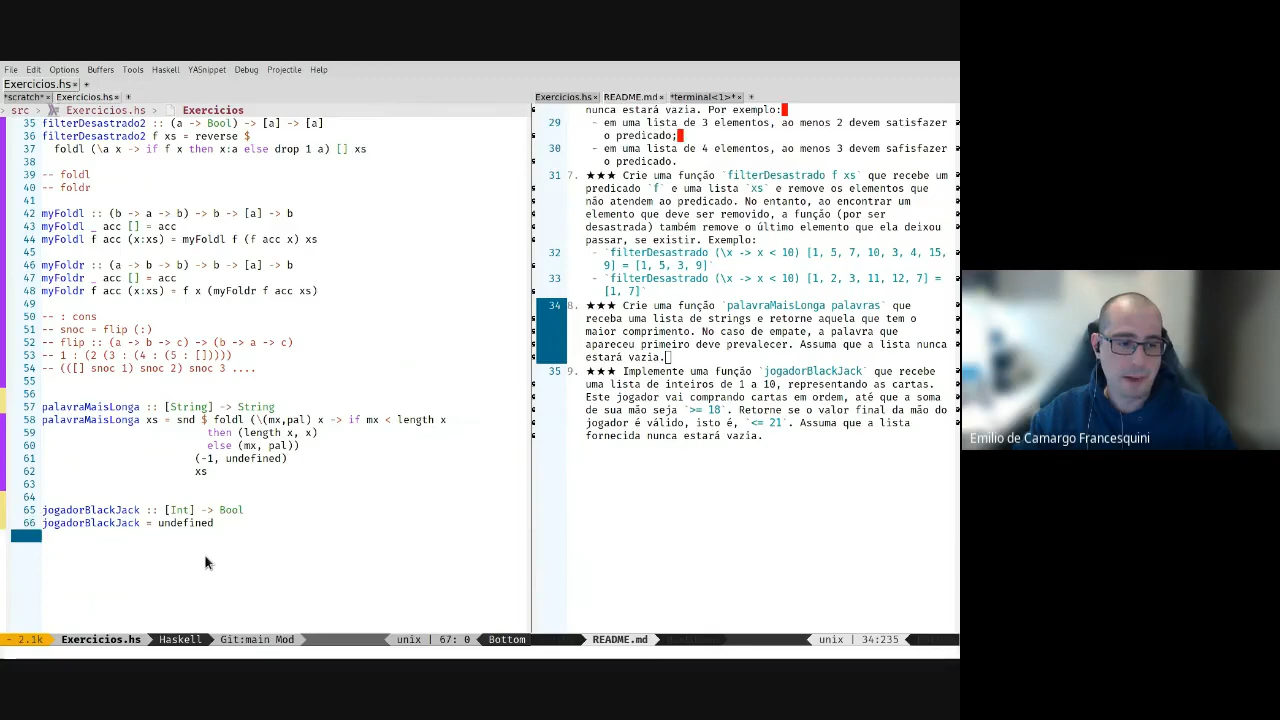 File Edit Options Buffers Tools Haskell YASnippet Debug Projectile Help
Exercicios.hs× +
*scratch*× Exercicios.hs× +
src > Exercicios.hs > Exercicios
35 filterDesastrado2 :: (a -> Bool) -> [a] -> [a]
36 filterDesastrado2 f xs = reverse $
37 foldl (\a x -> if f x then x:a else drop 1 a) [] xs
38
39 -- foldl
40 -- foldr
41
42 myFoldl :: (b -> a -> b) -> b -> [a] -> b
43 myFoldl _ acc [] = acc
44 myFoldl f acc (x:xs) = myFoldl f (f acc x) xs
45
46 myFoldr :: (a -> b -> b) -> b -> [a] -> b
47 myFoldr _ acc [] = acc
48 myFoldr f acc (x:xs) = f x (myFoldr f acc xs)
49
50 -- : cons
51 -- snoc = flip (:)
52 -- flip :: (a -> b -> c) -> (b -> a -> c)
53 -- 1 : (2 (3 : (4 : (5 : []))))
54 -- (([] snoc 1) snoc 2) snoc 3 ....
55
56
57 palavraMaisLonga :: [String] -> String
58 palavraMaisLonga xs = snd $ foldl (\(mx,pal) x -> if mx < length x
59 then (length x, x)
60 else (mx, pal))
61 (-1, undefined)
62 xs
63
64
65 jogadorBlackJack :: [Int] -> Bool
66 jogadorBlackJack = undefined
- 2.1k Exercicios.hs Haskell Git:main Mod unix | 67: 0 Bottom
Exercicios.hs× README.md× *terminal<1>*× +
nunca estará vazia. Por exemplo:
29 - em uma lista de 3 elementos, ao menos 2 devem satisfazer
o predicado;
30 - em uma lista de 4 elementos, ao menos 3 devem safisfazer
o predicado.
31 7. ★★★ Crie uma função `filterDesastrado f xs` que recebe um
predicado `f` e uma lista `xs` e remove os elementos que
não atendem ao predicado. No entanto, ao encontrar um
elemento que deve ser removido, a função (por ser
desastrada) também remove o último elemento que ela deixou
passar, se existir. Exemplo:
32 - `filterDesastrado (\x -> x < 10) [1, 5, 7, 10, 3, 4, 15,
9] = [1, 5, 3, 9]`
33 - `filterDesastrado (\x -> x < 10) [1, 2, 3, 11, 12, 7] =
[1, 7]`
34 8. ★★★ Crie uma função `palavraMaisLonga palavras` que
receba uma lista de strings e retorne aquela que tem o
maior comprimento. No caso de empate, a palavra que
apareceu primeiro deve prevalecer. Assuma que a lista nunca
estará vazia.
35 9. ★★★ Implemente uma função `jogadorBlackJack` que recebe
uma lista de inteiros de 1 a 10, representando as cartas.
Este jogador vai comprando cartas em ordem, até que a soma
de sua mão seja `>= 18`. Retorne se o valor final da mão do
jogador é válido, isto é, `<= 21`. Assuma que a lista
fornecida nunca estará vazia.
README.md unix | 34:235
Emilio de Camargo Francesquini